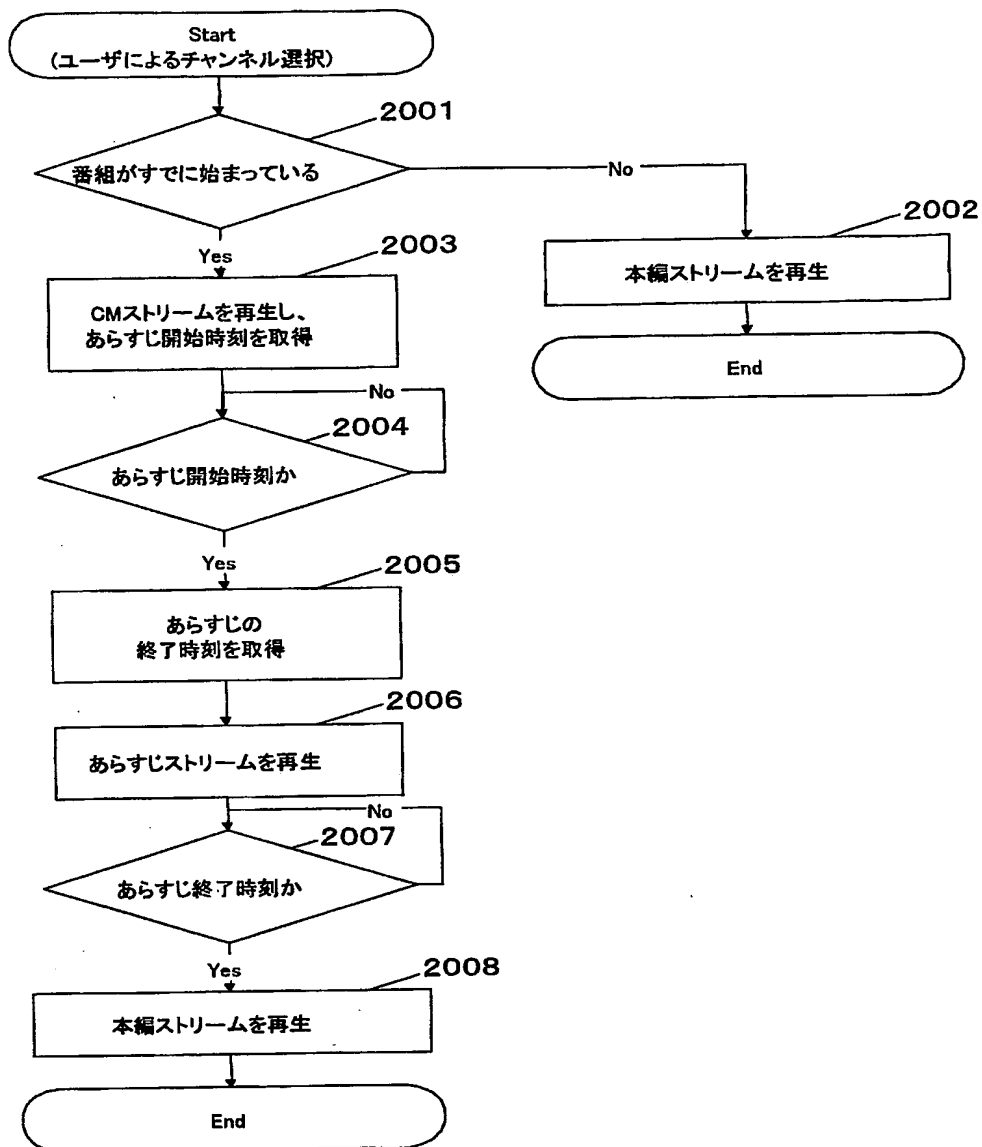 Start
(ユーザによるチャンネル選択)
2001
番組がすでに始まっている
No
2002
本編ストリームを再生
End
Yes
2003
CMストリームを再生し、
あらすじ開始時刻を取得
No
2004
あらすじ開始時刻か
Yes
2005
あらすじの
終了時刻を取得
2006
あらすじストリームを再生
No
2007
あらすじ終了時刻か
Yes
2008
本編ストリームを再生
End